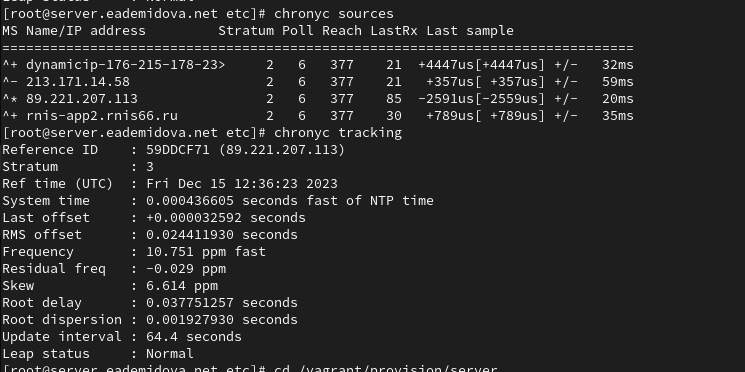 Leap status : Normal
[root@server.eademidova.net etc]# chronyc sources
MS Name/IP address         Stratum Poll Reach LastRx Last sample
===============================================================================
^+ dynamicip-176-215-178-23>     2   6   377    21  +4447us[+4447us] +/-   32ms
^- 213.171.14.58                 2   6   377    21   +357us[ +357us] +/-   59ms
^* 89.221.207.113                2   6   377    85  -2591us[-2559us] +/-   20ms
^+ rnis-app2.rnis66.ru           2   6   377    30   +789us[ +789us] +/-   35ms
[root@server.eademidova.net etc]# chronyc tracking
Reference ID    : 59DDCF71 (89.221.207.113)
Stratum         : 3
Ref time (UTC)  : Fri Dec 15 12:36:23 2023
System time     : 0.000436605 seconds fast of NTP time
Last offset     : +0.000032592 seconds
RMS offset      : 0.024411930 seconds
Frequency       : 10.751 ppm fast
Residual freq   : -0.029 ppm
Skew            : 6.614 ppm
Root delay      : 0.037751257 seconds
Root dispersion : 0.001927930 seconds
Update interval : 64.4 seconds
Leap status     : Normal
[root@server.eademidova.net etc]# cd /vagrant/provision/server